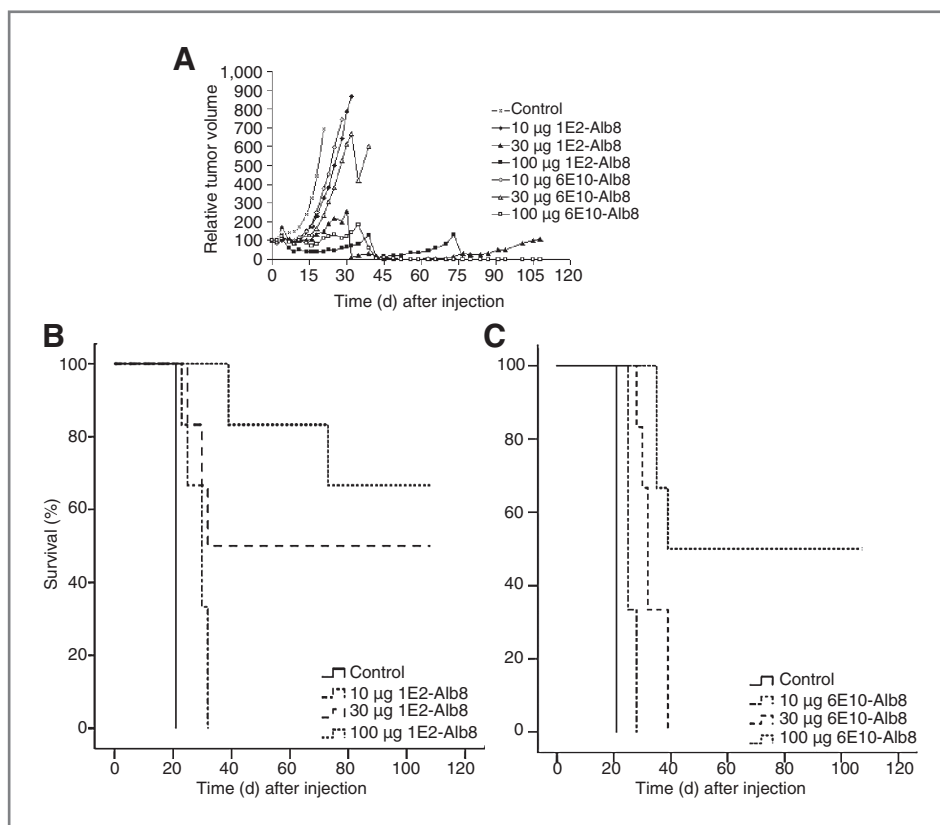 A
Relative tumor volume
1,000
900
800
700
600
500
400
300
200
100
0
0 15 30 45 60 75 90 105 120
Time (d) after injection
Control
10 µg 1E2-Alb8
30 µg 1E2-Alb8
100 µg 1E2-Alb8
10 µg 6E10-Alb8
30 µg 6E10-Alb8
100 µg 6E10-Alb8
B
Survival (%)
100
80
60
40
20
0
0 20 40 60 80 100 120
Time (d) after injection
Control
10 µg 1E2-Alb8
30 µg 1E2-Alb8
100 µg 1E2-Alb8
C
100
80
60
40
20
0
0 20 40 60 80 100 120
Time (d) after injection
Control
10 µg 6E10-Alb8
30 µg 6E10-Alb8
100 µg 6E10-Alb8